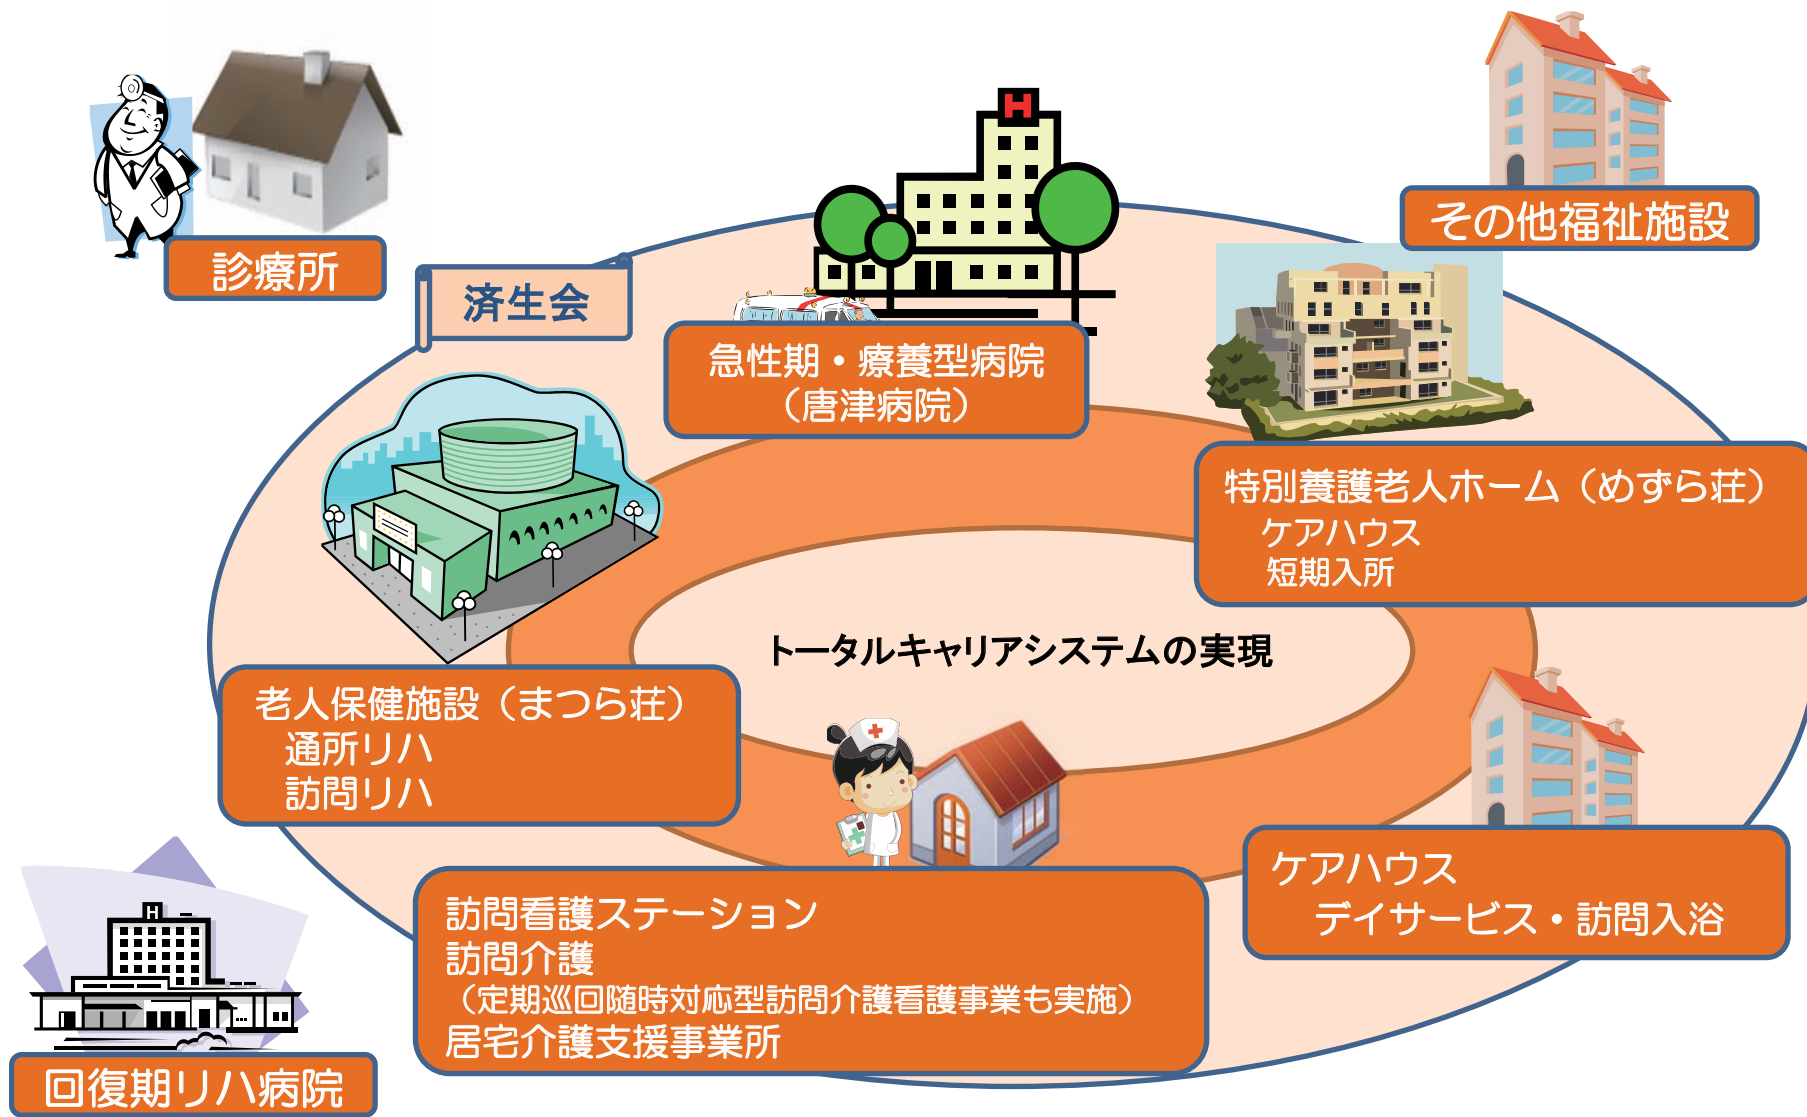 診療所
済生会
H
急性期・療養型病院
（唐津病院）
その他福祉施設
特別養護老人ホーム（めずら荘）
ケアハウス
短期入所
トータルキャリアシステムの実現
老人保健施設（まつら荘）
通所リハ
訪問リハ
ケアハウス
デイサービス・訪問入浴
訪問看護ステーション
訪問介護
（定期巡回随時対応型訪問介護看護事業も実施）
居宅介護支援事業所
H
回復期リハ病院